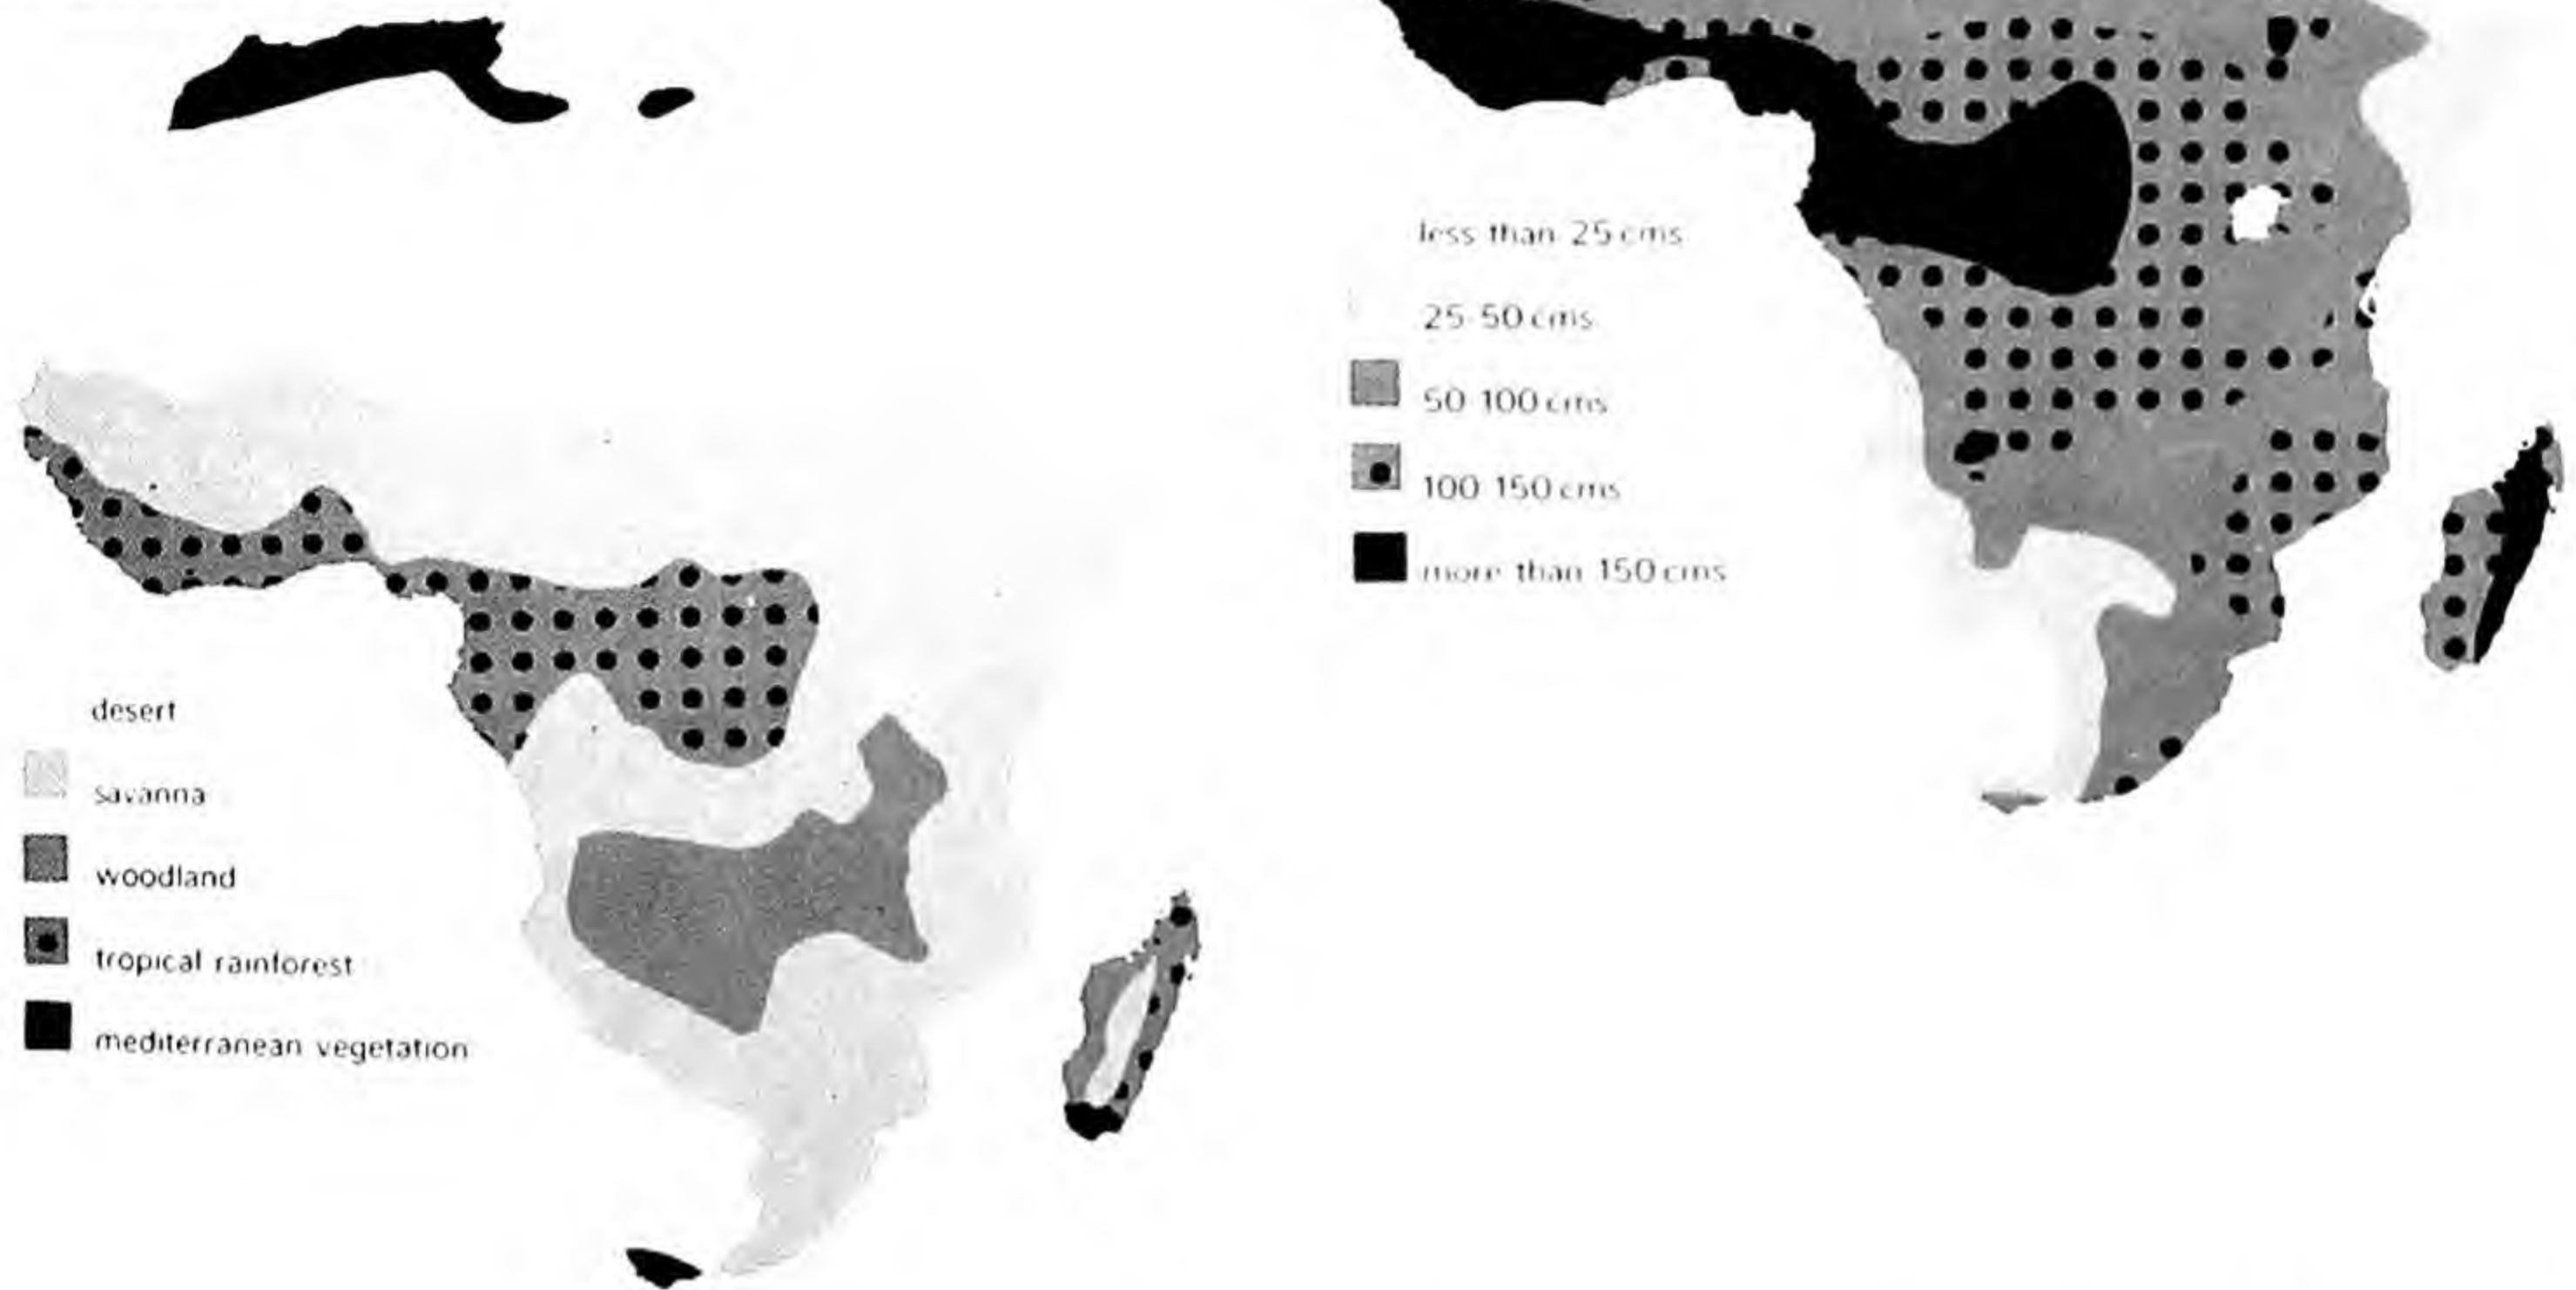 desert
savanna
woodland
tropical rainforest
mediterranean vegetation
less than 25 cms
25-50 cms
50 100 cms
100 150 cms
more than 150 cms